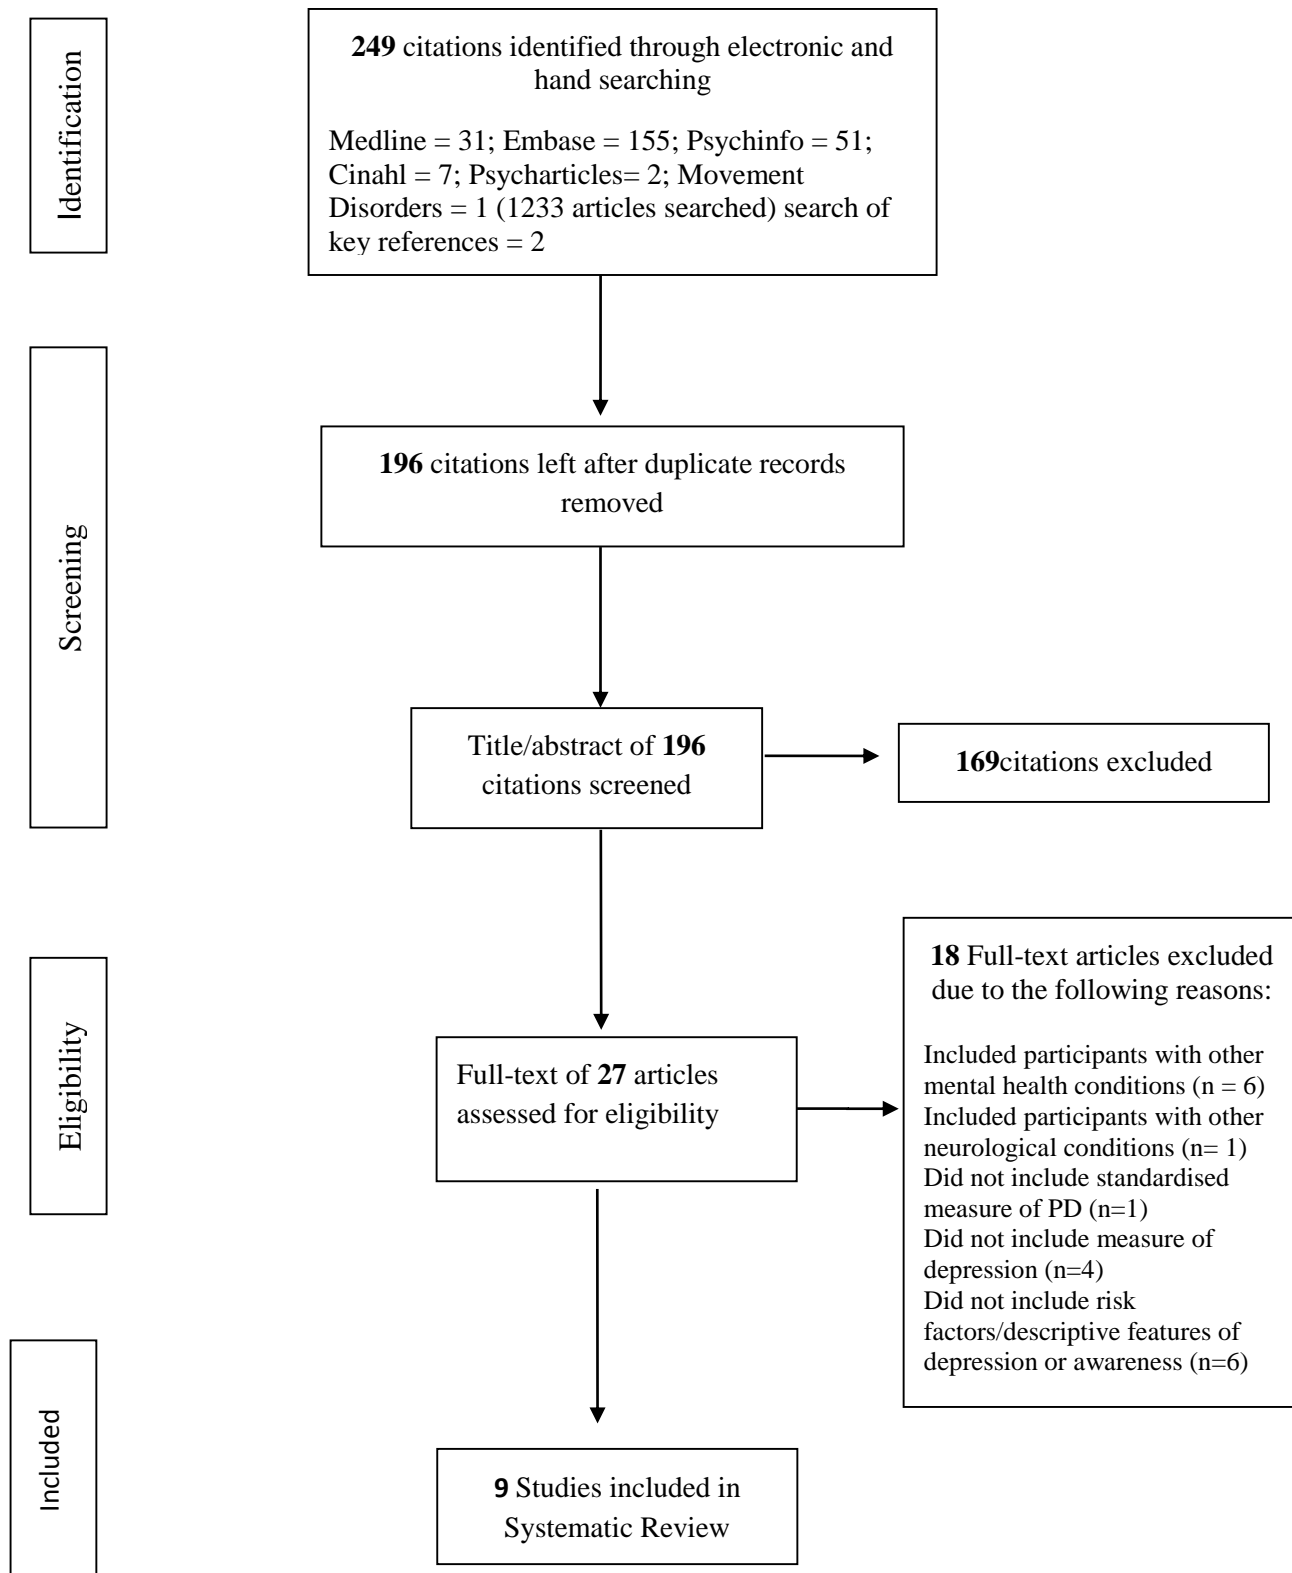 Identification
249 citations identified through electronic and
hand searching
Medline = 31; Embase = 155; Psychinfo = 51;
Cinahl = 7; Psycharticles= 2; Movement
Disorders = 1 (1233 articles searched) search of
key references = 2
Screening
196 citations left after duplicate records
removed
Title/abstract of 196
citations screened
169citations excluded
Eligibility
Full-text of 27 articles
assessed for eligibility
18 Full-text articles excluded
due to the following reasons:
Included participants with other
mental health conditions (n = 6)
Included participants with other
neurological conditions (n= 1)
Did not include standardised
measure of PD (n=1)
Did not include measure of
depression (n=4)
Did not include risk
factors/descriptive features of
depression or awareness (n=6)
Included
9 Studies included in
Systematic Review